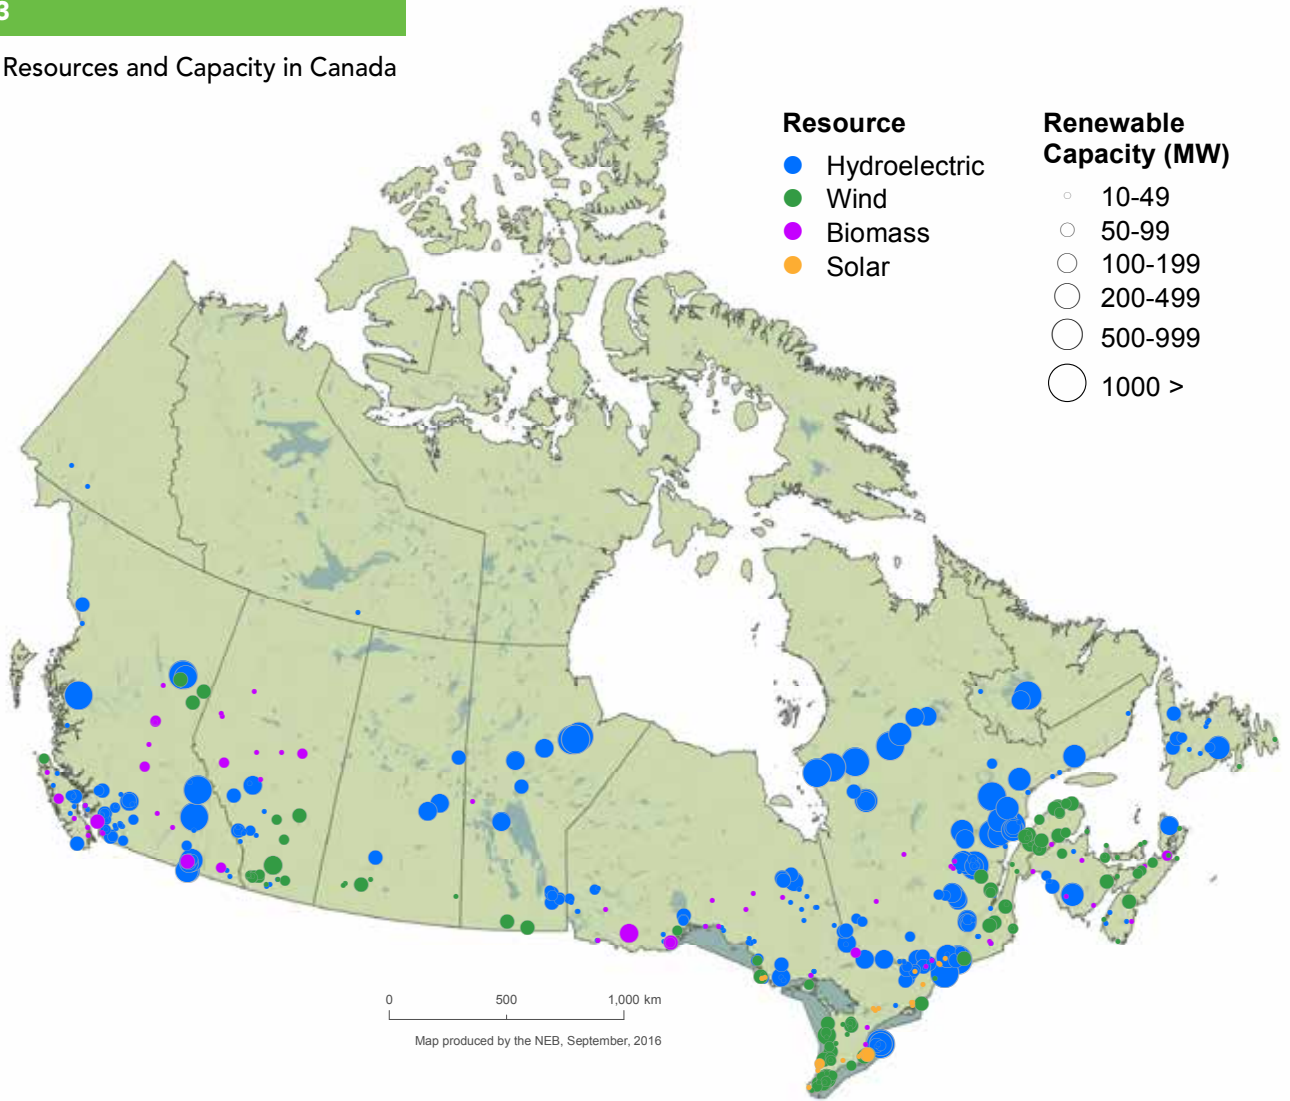 3
Resources and Capacity in Canada
Resource
Hydroelectric
Wind
Biomass
Solar
Renewable
Capacity (MW)
10-49
50-99
100-199
200-499
500-999
1000 >
0 500 1,000 km
Map produced by the NEB, September, 2016